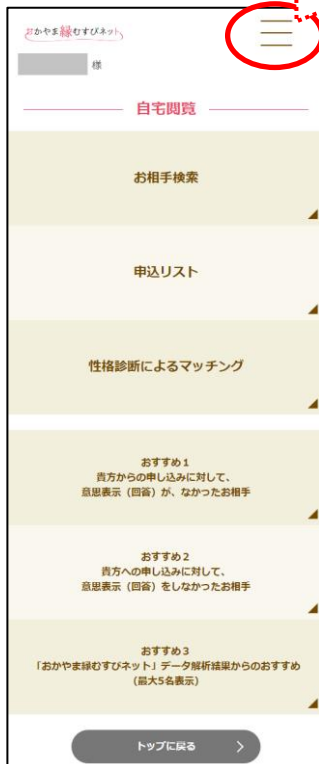 おかやま縁むすびネット
様
自宅閲覧
お相手検索
申込リスト
性格診断によるマッチング
おすすめ1
貴方からの申し込みに対して、
意思表示（回答）が、なかったお相手
おすすめ2
貴方への申し込みに対して、
意思表示（回答）をしなかったお相手
おすすめ3
「おかやま縁むすびネット」データ解析結果からのおすすめ
(最大5名表示)
トップに戻る